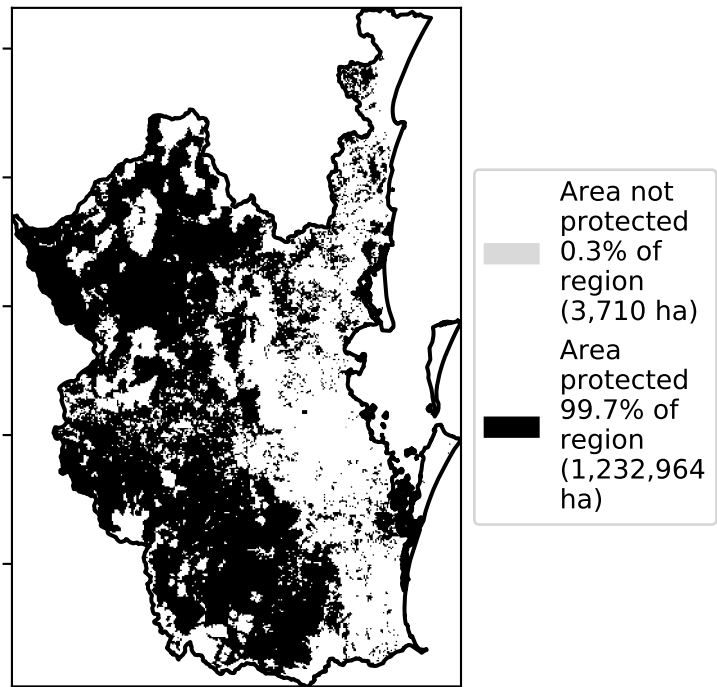 Area not
protected
0.3% of
region
(3,710 ha)
Area
protected
99.7% of
region
(1,232,964
ha)